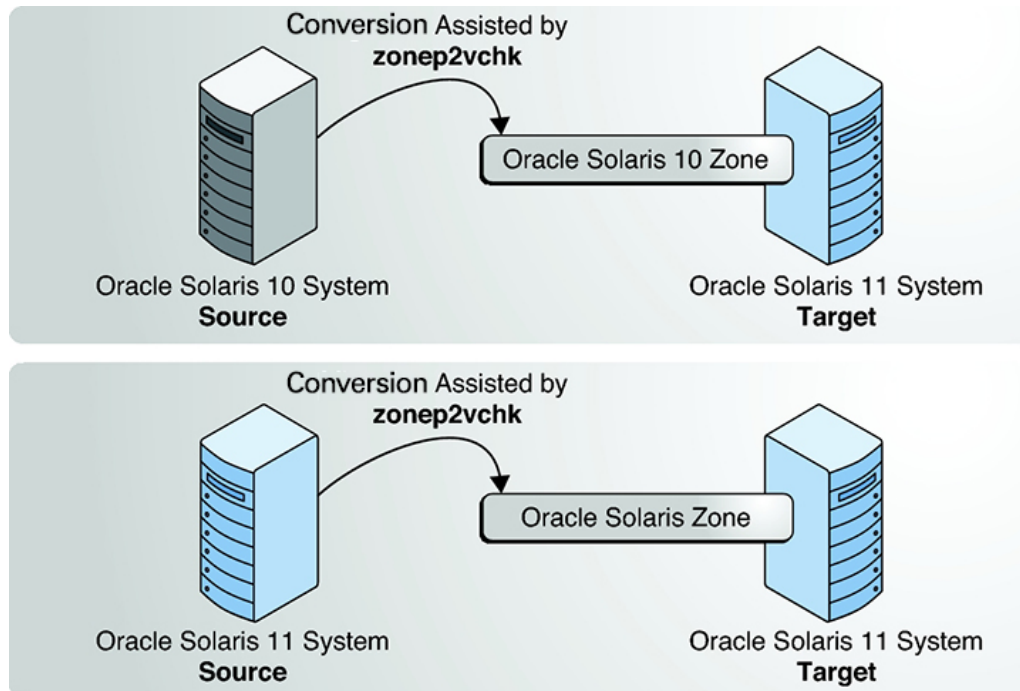 Conversion Assisted by
zonep2vchk
Oracle Solaris 10 Zone
Oracle Solaris 10 System
Source
Oracle Solaris 11 System
Target
Conversion Assisted by
zonep2vchk
Oracle Solaris Zone
Oracle Solaris 11 System
Source
Oracle Solaris 11 System
Target